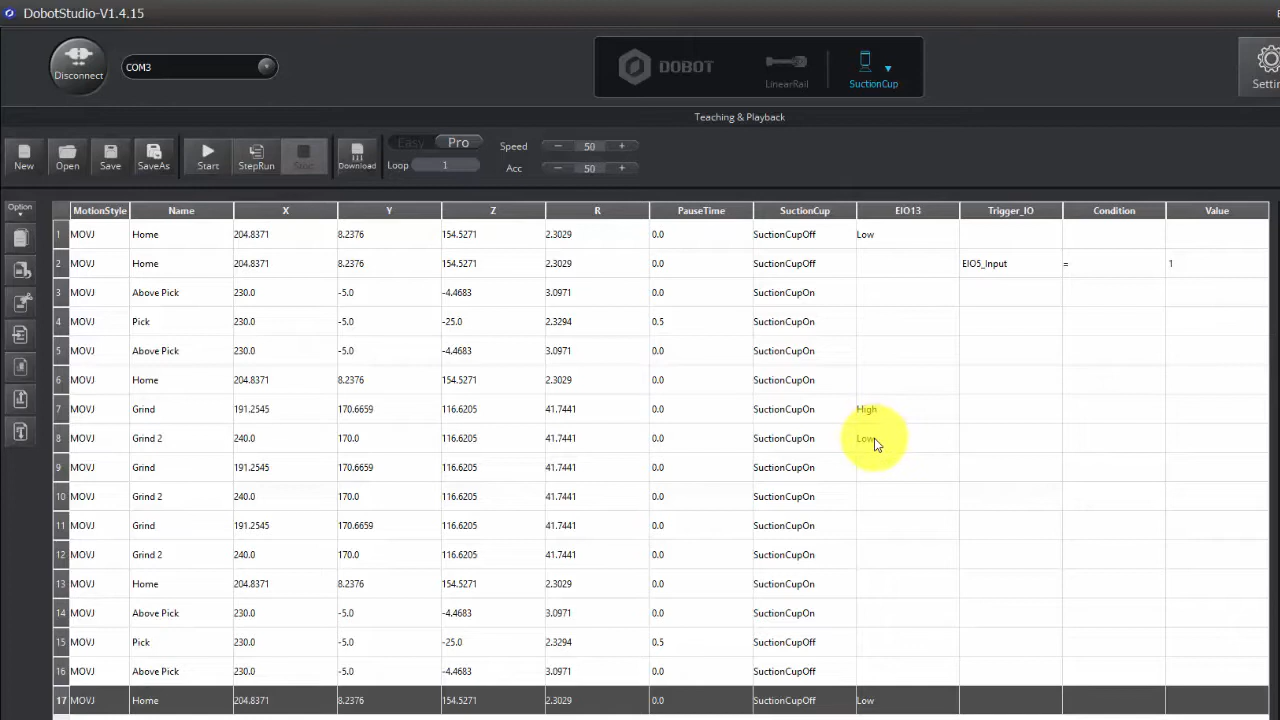 DobotStudio-V1.4.15
Disconnect
COM3
DOBOT
LinearRail
SuctionCup
Teaching & Playback
New Open Save SaveAs Start StepRun Download
Easy Pro
Loop 1
Speed − 50 +
Acc − 50 +
Option
MotionStyle Name X Y Z R PauseTime SuctionCup EIO13 Trigger_IO Condition Value
1 MOVJ Home 204.8371 8.2376 154.5271 2.3029 0.0 SuctionCupOff Low
2 MOVJ Home 204.8371 8.2376 154.5271 2.3029 0.0 SuctionCupOff EIO5_Input = 1
3 MOVJ Above Pick 230.0 -5.0 -4.4683 3.0971 0.0 SuctionCupOn
4 MOVJ Pick 230.0 -5.0 -25.0 2.3294 0.5 SuctionCupOn
5 MOVJ Above Pick 230.0 -5.0 -4.4683 3.0971 0.0 SuctionCupOn
6 MOVJ Home 204.8371 8.2376 154.5271 2.3029 0.0 SuctionCupOn
7 MOVJ Grind 191.2545 170.6659 116.6205 41.7441 0.0 SuctionCupOn High
8 MOVJ Grind 2 240.0 170.0 116.6205 41.7441 0.0 SuctionCupOn Low
9 MOVJ Grind 191.2545 170.6659 116.6205 41.7441 0.0 SuctionCupOn
10 MOVJ Grind 2 240.0 170.0 116.6205 41.7441 0.0 SuctionCupOn
11 MOVJ Grind 191.2545 170.6659 116.6205 41.7441 0.0 SuctionCupOn
12 MOVJ Grind 2 240.0 170.0 116.6205 41.7441 0.0 SuctionCupOn
13 MOVJ Home 204.8371 8.2376 154.5271 2.3029 0.0 SuctionCupOn
14 MOVJ Above Pick 230.0 -5.0 -4.4683 3.0971 0.0 SuctionCupOn
15 MOVJ Pick 230.0 -5.0 -25.0 2.3294 0.5 SuctionCupOff
16 MOVJ Above Pick 230.0 -5.0 -4.4683 3.0971 0.0 SuctionCupOff
17 MOVJ Home 204.8371 8.2376 154.5271 2.3029 0.0 SuctionCupOff Low